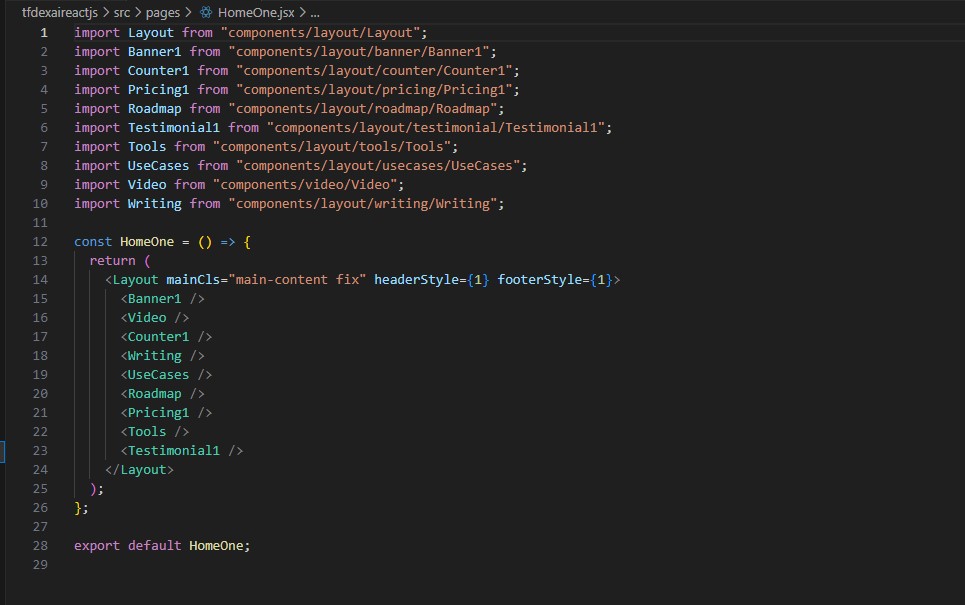 tfdexaireactjs > src > pages > HomeOne.jsx > ...
1 import Layout from "components/layout/Layout";
2 import Banner1 from "components/layout/banner/Banner1";
3 import Counter1 from "components/layout/counter/Counter1";
4 import Pricing1 from "components/layout/pricing/Pricing1";
5 import Roadmap from "components/layout/roadmap/Roadmap";
6 import Testimonial1 from "components/layout/testimonial/Testimonial1";
7 import Tools from "components/layout/tools/Tools";
8 import UseCases from "components/layout/usecases/UseCases";
9 import Video from "components/video/Video";
10 import Writing from "components/layout/writing/Writing";
11
12 const HomeOne = () => {
13   return (
14     <Layout mainCls="main-content fix" headerStyle={1} footerStyle={1}>
15       <Banner1 />
16       <Video />
17       <Counter1 />
18       <Writing />
19       <UseCases />
20       <Roadmap />
21       <Pricing1 />
22       <Tools />
23       <Testimonial1 />
24     </Layout>
25   );
26 };
27
28 export default HomeOne;
29